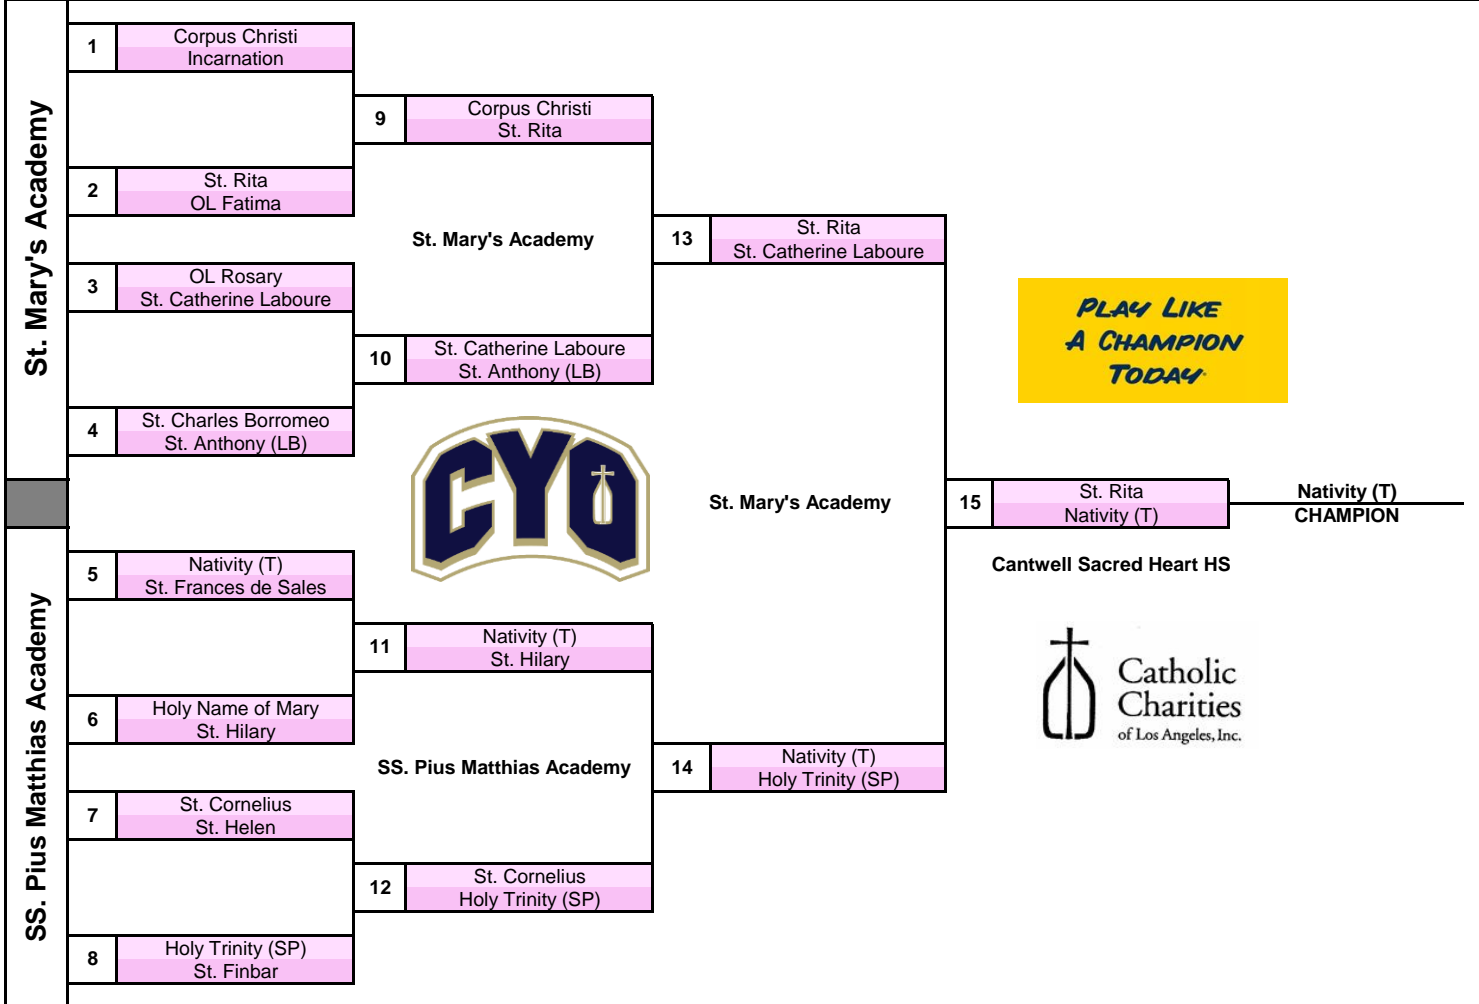 St. Mary's Academy
1
Corpus Christi
Incarnation
2
St. Rita
OL Fatima
3
OL Rosary
St. Catherine Laboure
4
St. Charles Borromeo
St. Anthony (LB)
SS. Pius Matthias Academy
5
Nativity (T)
St. Frances de Sales
6
Holy Name of Mary
St. Hilary
7
St. Cornelius
St. Helen
8
Holy Trinity (SP)
St. Finbar
9
Corpus Christi
St. Rita
St. Mary's Academy
10
St. Catherine Laboure
St. Anthony (LB)
CYO
11
Nativity (T)
St. Hilary
SS. Pius Matthias Academy
12
St. Cornelius
Holy Trinity (SP)
13
St. Rita
St. Catherine Laboure
St. Mary's Academy
14
Nativity (T)
Holy Trinity (SP)
PLAY LIKE
A CHAMPION
TODAY
15
St. Rita
Nativity (T)
Cantwell Sacred Heart HS
Nativity (T)
CHAMPION
Catholic
Charities
of Los Angeles, Inc.